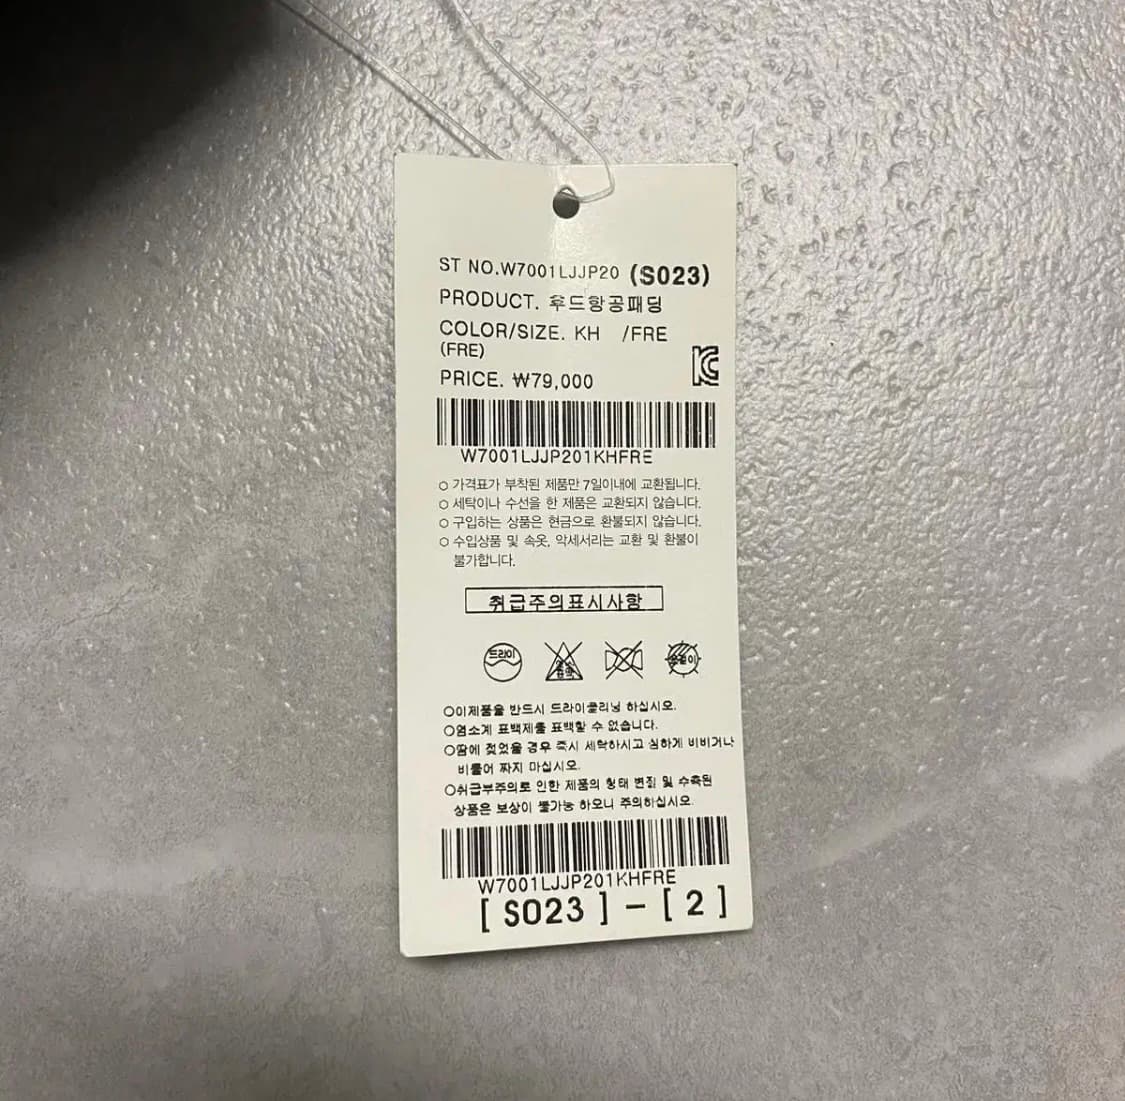 ST NO.W7001LJJP20 (S023)
PRODUCT. 후드항공패딩
COLOR/SIZE. KH /FRE
(FRE)
PRICE. ₩79,000
W7001LJJP201KHFRE
○ 가격표가 부착된 제품만 7일이내에 교환됩니다.
○ 세탁이나 수선을 한 제품은 교환되지 않습니다.
○ 구입하는 상품은 현금으로 환불되지 않습니다.
○ 수입상품 및 속옷, 악세서리는 교환 및 환불이
불가합니다.
취급주의표시사항
드라이
○이제품을 반드시 드라이클리닝 하십시오.
○염소계 표백제를 표백할 수 없습니다.
○땀에 젖었을 경우 즉시 세탁하시고 심하게 비비거나
비틀어 짜지 마십시오.
○취급부주의로 인한 제품의 형태 변질 및 수축된
상품은 보상이 불가능 하오니 주의하십시오.
W7001LJJP201KHFRE
[ S023 ] - [ 2 ]